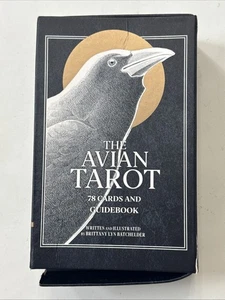 THE
AVIAN
TAROT
78 CARDS AND
GUIDEBOOK
WRITTEN AND ILLUSTRATED
BY BRITTANY LYN BATCHELDER